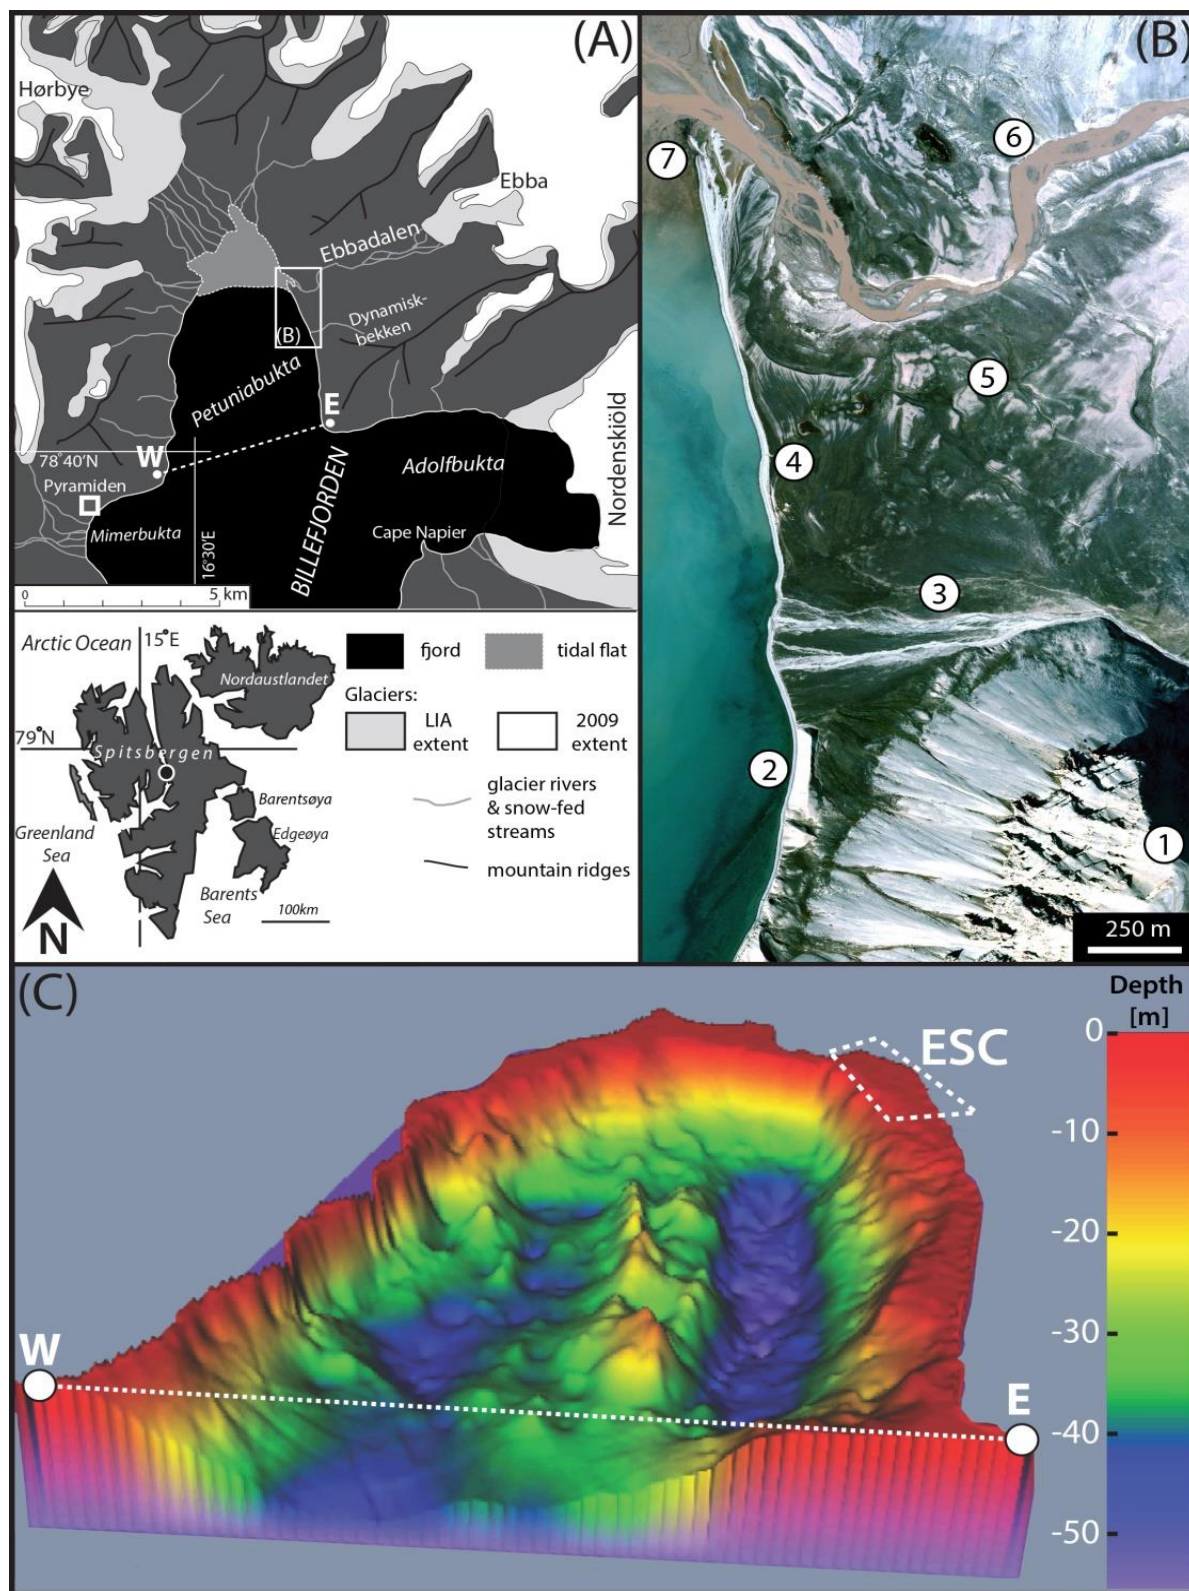 (A)
Hørbye
Ebba
Ebbadalen
Dynamisk-
bekken
(B)
Petuniabukta
E
W
78°40'N
Pyramiden
Mimerbukta
16°30'E
BILLEFJORDEN
Adolfbukta
Cape Napier
Nordenskiöld
0 5 km
Arctic Ocean
15°E
Nordaustlandet
79°N
Spitsbergen
Barentsøya
Edgeøya
Greenland
Sea
Barents
Sea
100km
N
fjord
tidal flat
Glaciers:
LIA
extent
2009
extent
glacier rivers
& snow-fed
streams
mountain ridges
(B)
7
6
5
4
3
2
1
250 m
(C)
ESC
W
E
Depth
[m]
0
-10
-20
-30
-40
-50